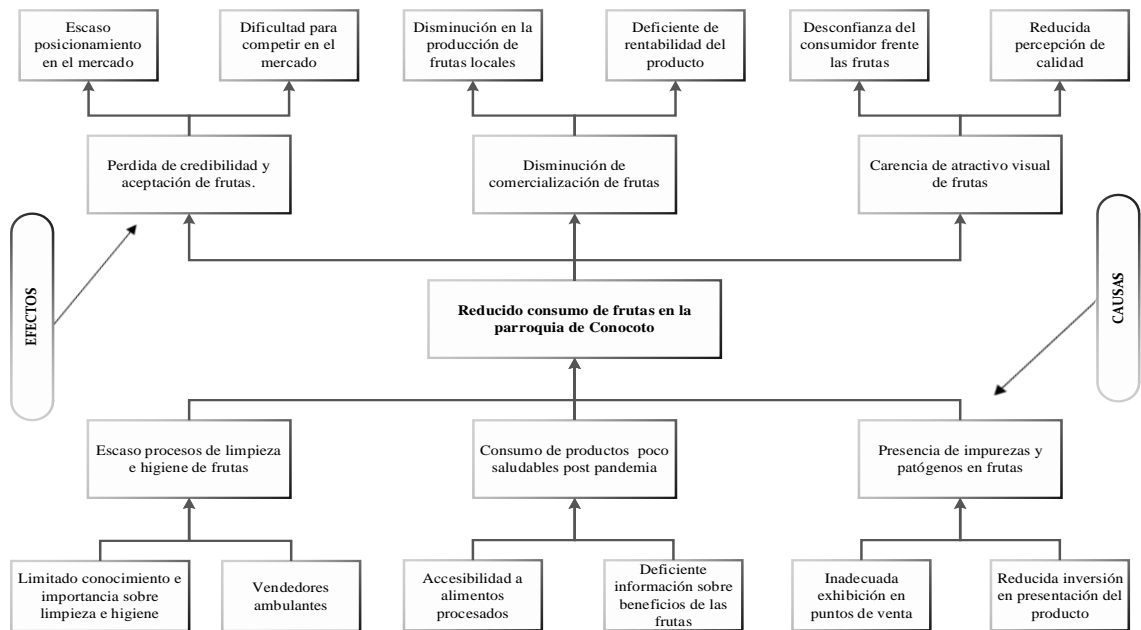 Escaso
posicionamiento
en el mercado
Dificultad para
competir en el
mercado
Disminución en la
producción de
frutas locales
Deficiente de
rentabilidad del
producto
Desconfianza del
consumidor frente
las frutas
Reducida
percepción de
calidad
Perdida de credibilidad y
aceptación de frutas.
Disminución de
comercialización de frutas
Carencia de atractivo visual
de frutas
EFECTOS
CAUSAS
Reducido consumo de frutas en la
parroquia de Conocoto
Escaso procesos de limpieza
e higiene de frutas
Consumo de productos poco
saludables post pandemia
Presencia de impurezas y
patógenos en frutas
Limitado conocimiento e
importancia sobre
limpieza e higiene
Vendedores
ambulantes
Accesibilidad a
alimentos
procesados
Deficiente
información sobre
beneficios de las
frutas
Inadecuada
exhibición en
puntos de venta
Reducida inversión
en presentación del
producto